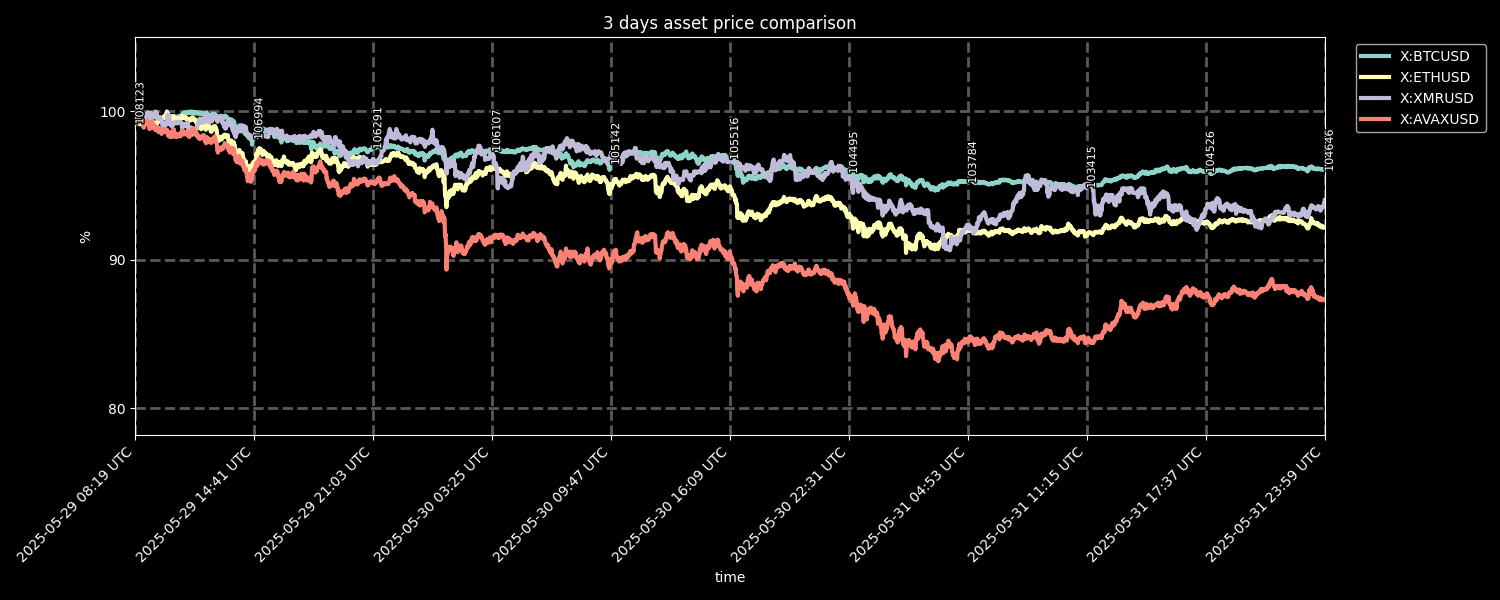 3 days asset price comparison
X:BTCUSD
X:ETHUSD
X:XMRUSD
X:AVAXUSD
100
90
80
%
108123
106994
106291
106107
105142
105516
104495
103784
103415
104526
104646
2025-05-29 08:19 UTC
2025-05-29 14:41 UTC
2025-05-29 21:03 UTC
2025-05-30 03:25 UTC
2025-05-30 09:47 UTC
2025-05-30 16:09 UTC
2025-05-30 22:31 UTC
2025-05-31 04:53 UTC
2025-05-31 11:15 UTC
2025-05-31 17:37 UTC
2025-05-31 23:59 UTC
time